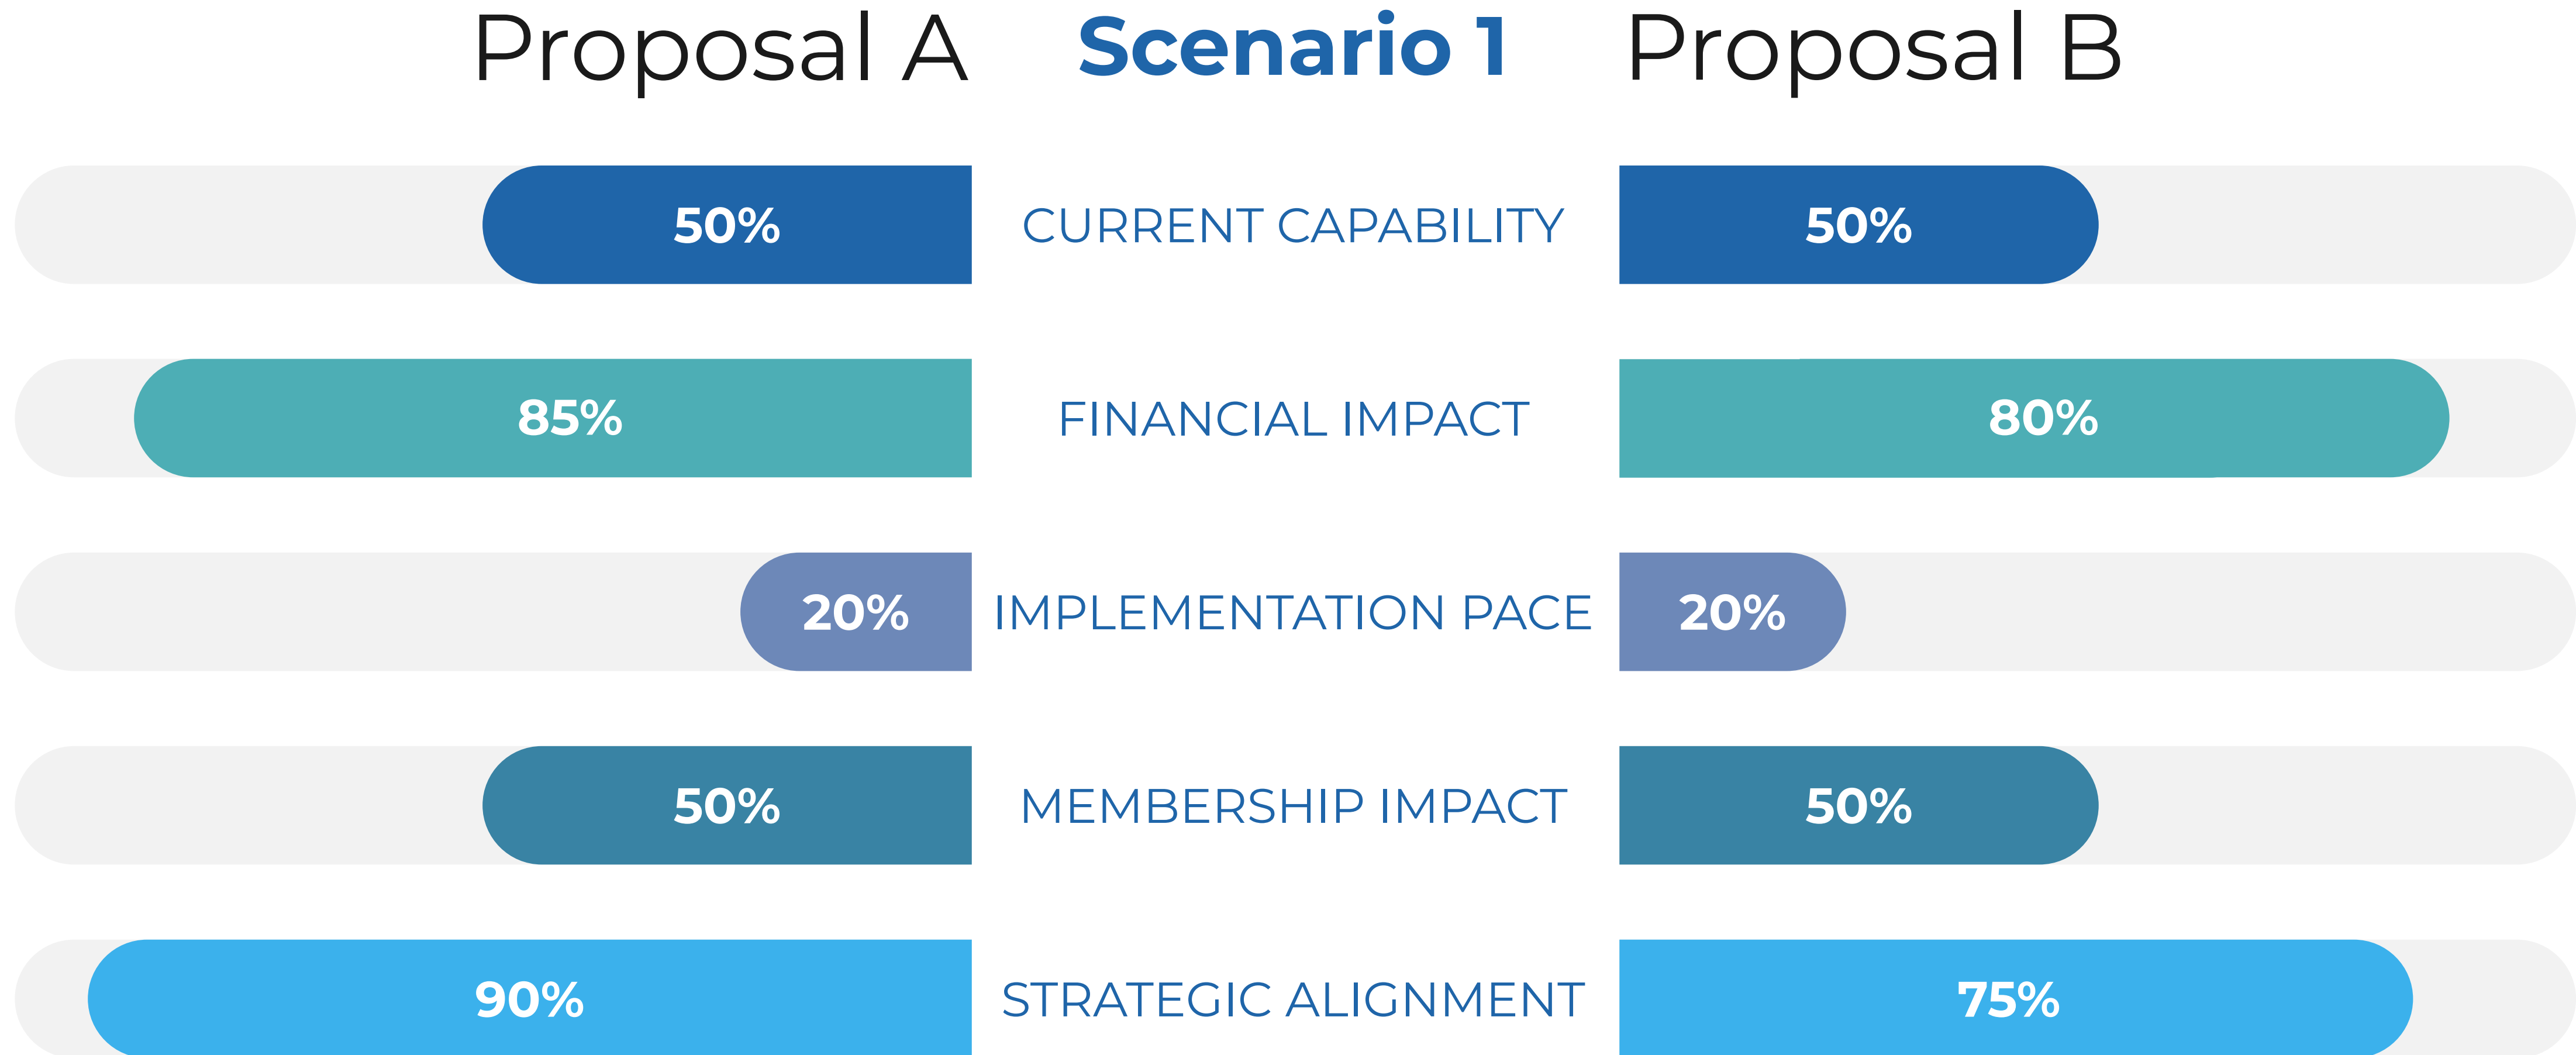 Proposal A Scenario 1 Proposal B
50% CURRENT CAPABILITY 50%
85% FINANCIAL IMPACT 80%
20% IMPLEMENTATION PACE 20%
50% MEMBERSHIP IMPACT 50%
90% STRATEGIC ALIGNMENT 75%